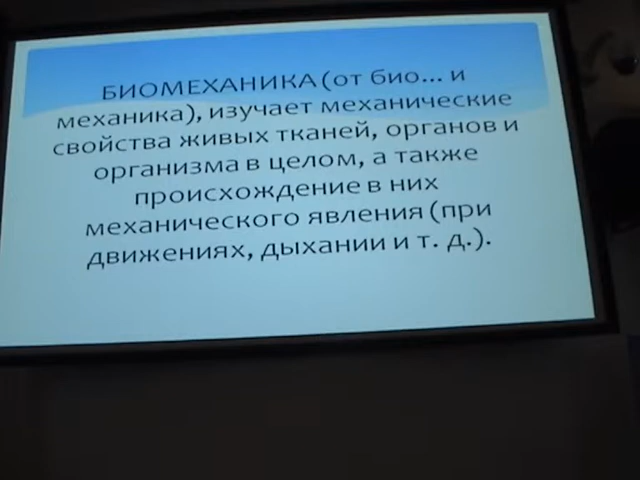 БИОМЕХАНИКА (от био... и
механика), изучает механические
свойства живых тканей, органов и
организма в целом, а также
происхождение в них
механического явления (при
движениях, дыхании и т. д.).